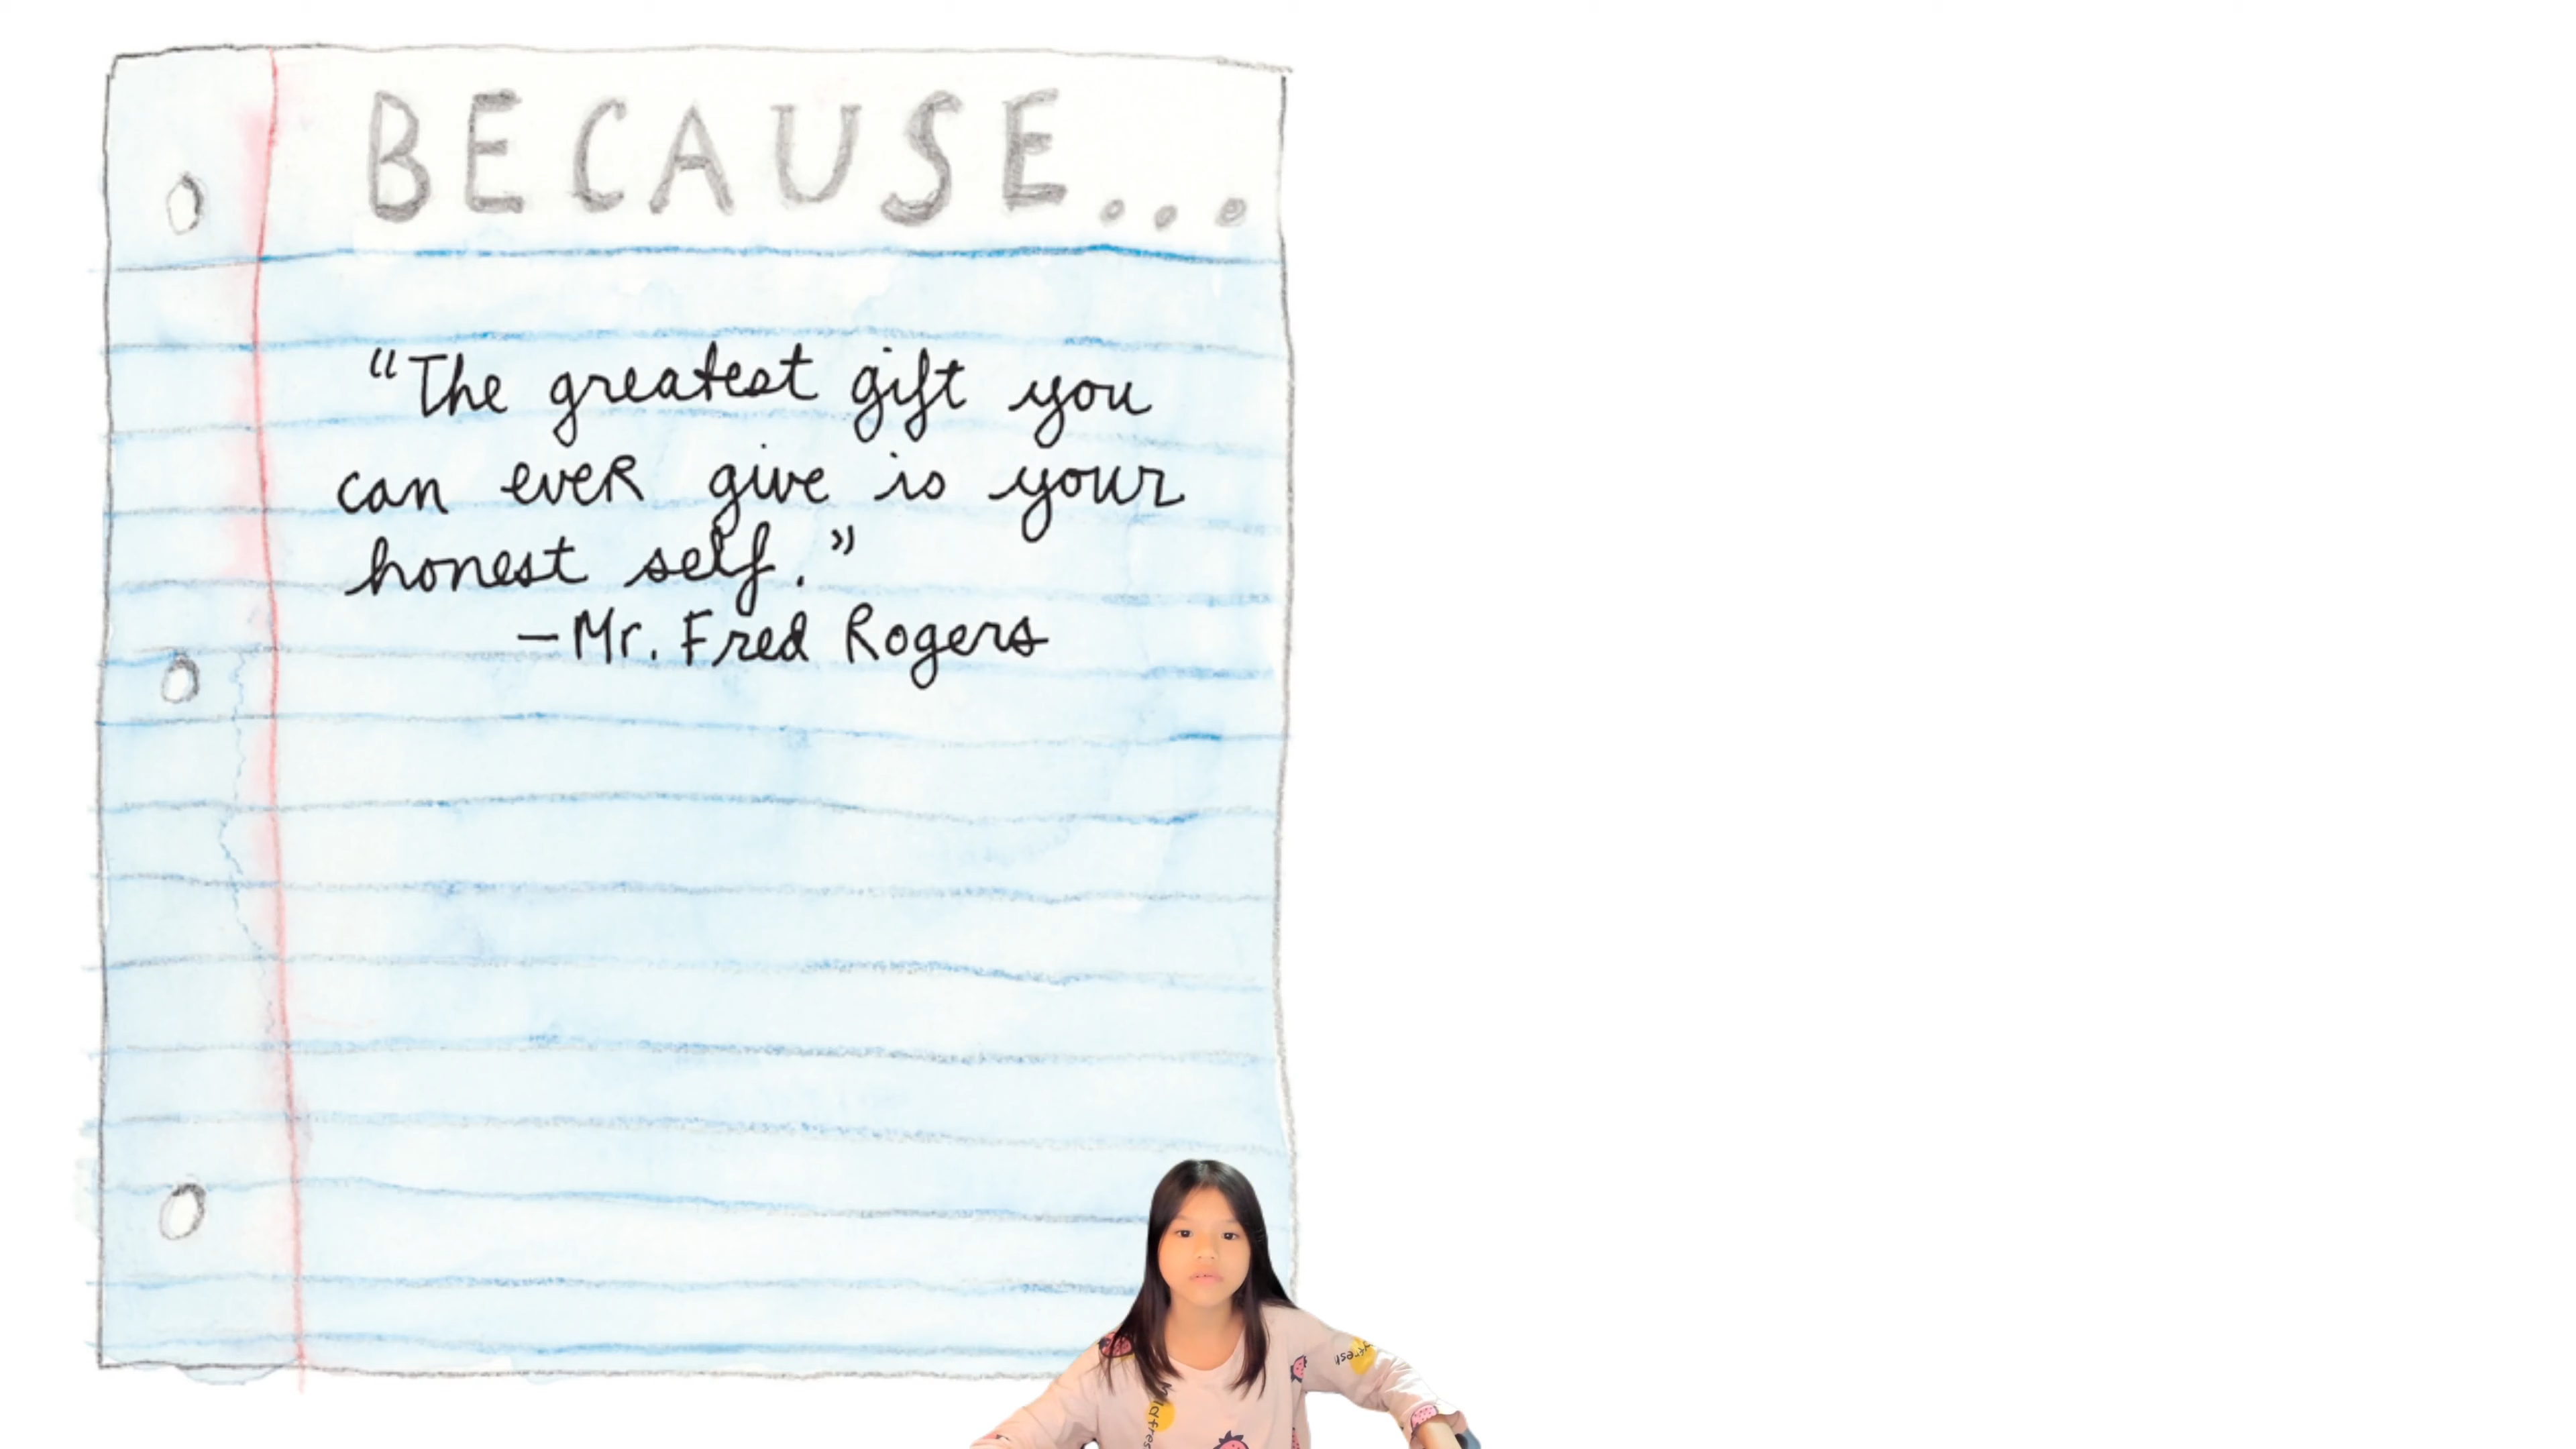 BECAUSE...
“The greatest gift you
can ever give is your
honest self.”
—Mr. Fred Rogers